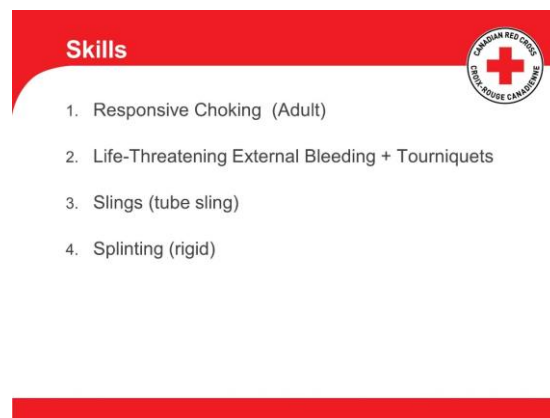 Skills
CANADIAN RED CROSS
CROIX-ROUGE CANADIENNE
1. Responsive Choking (Adult)
2. Life-Threatening External Bleeding + Tourniquets
3. Slings (tube sling)
4. Splinting (rigid)